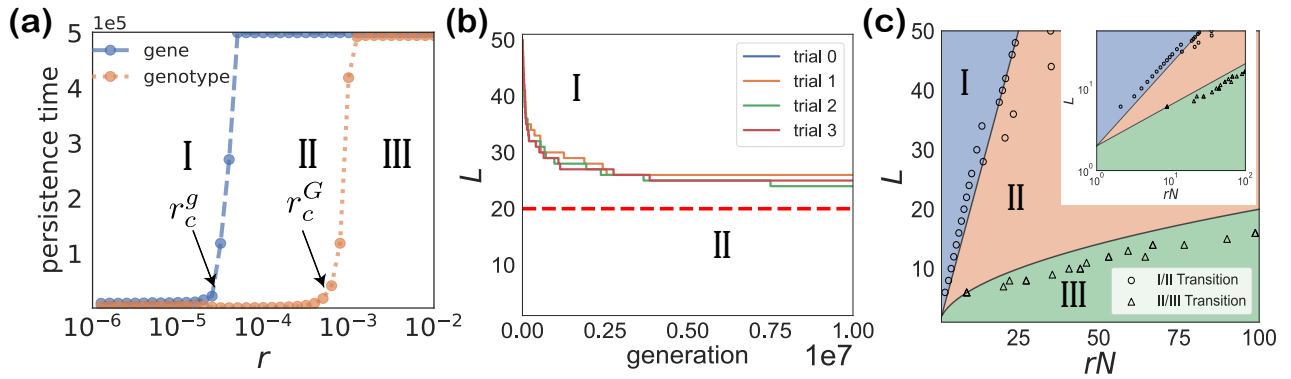 (a)
1e5
5
4
3
2
1
persistence time
gene
genotype
I
II
III
r_c^g
r_c^G
10^-6
10^-5
10^-4
10^-3
10^-2
r
(b)
50
40
30
20
10
L
I
II
trial 0
trial 1
trial 2
trial 3
0.00
0.25
0.50
0.75
1.00
generation
1e7
(c)
50
40
30
20
10
L
I
II
III
10^1
10^0
L
10^0
10^1
10^2
rN
I/II Transition
II/III Transition
25
50
75
100
rN